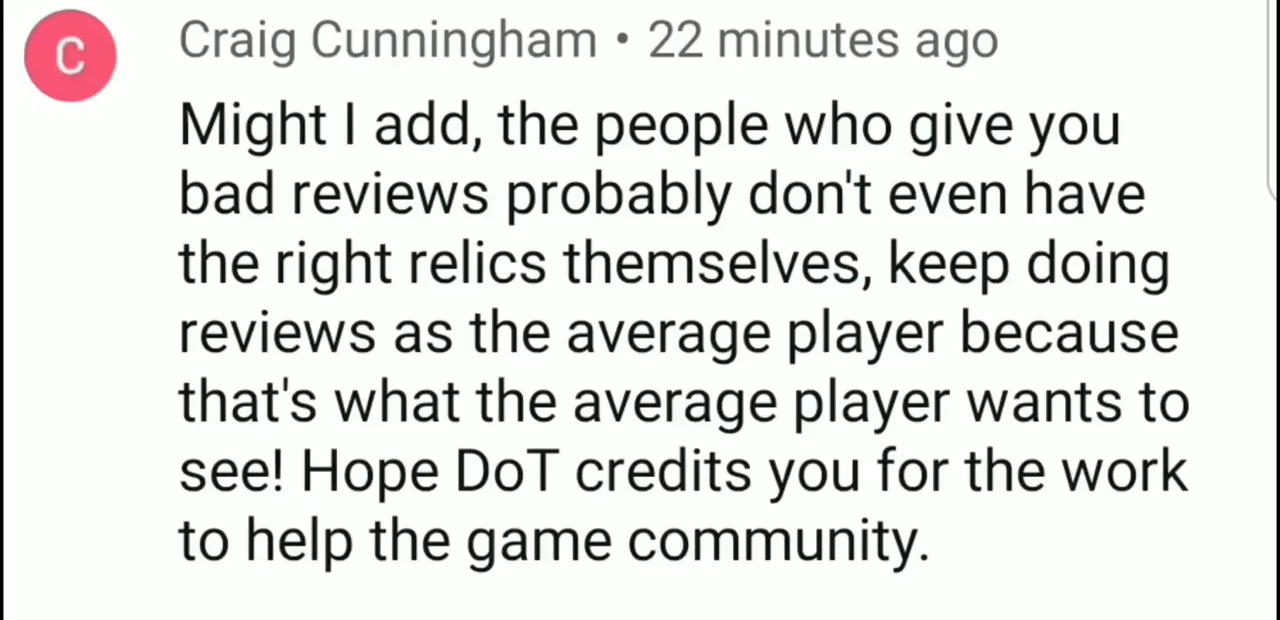 C
Craig Cunningham • 22 minutes ago
Might I add, the people who give you
bad reviews probably don't even have
the right relics themselves, keep doing
reviews as the average player because
that's what the average player wants to
see! Hope DoT credits you for the work
to help the game community.